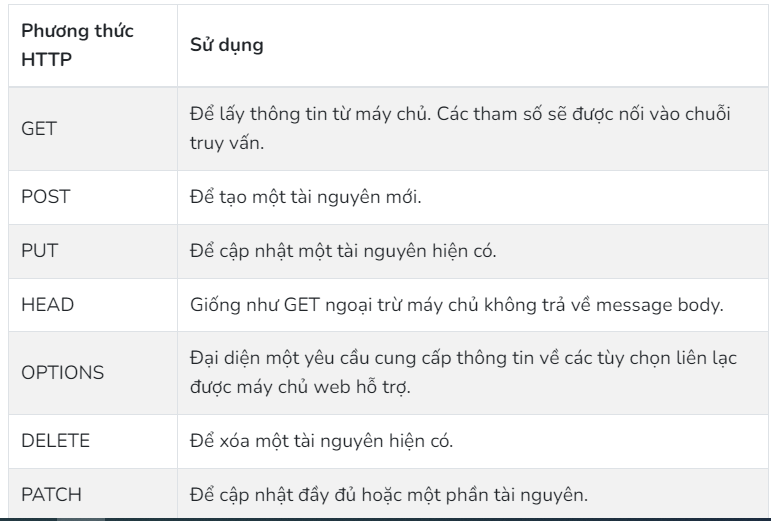 Phương thức
HTTP
Sử dụng
GET
Để lấy thông tin từ máy chủ. Các tham số sẽ được nối vào chuỗi
truy vấn.
POST
Để tạo một tài nguyên mới.
PUT
Để cập nhật một tài nguyên hiện có.
HEAD
Giống như GET ngoại trừ máy chủ không trả về message body.
OPTIONS
Đại diện một yêu cầu cung cấp thông tin về các tùy chọn liên lạc
được máy chủ web hỗ trợ.
DELETE
Để xóa một tài nguyên hiện có.
PATCH
Để cập nhật đầy đủ hoặc một phần tài nguyên.